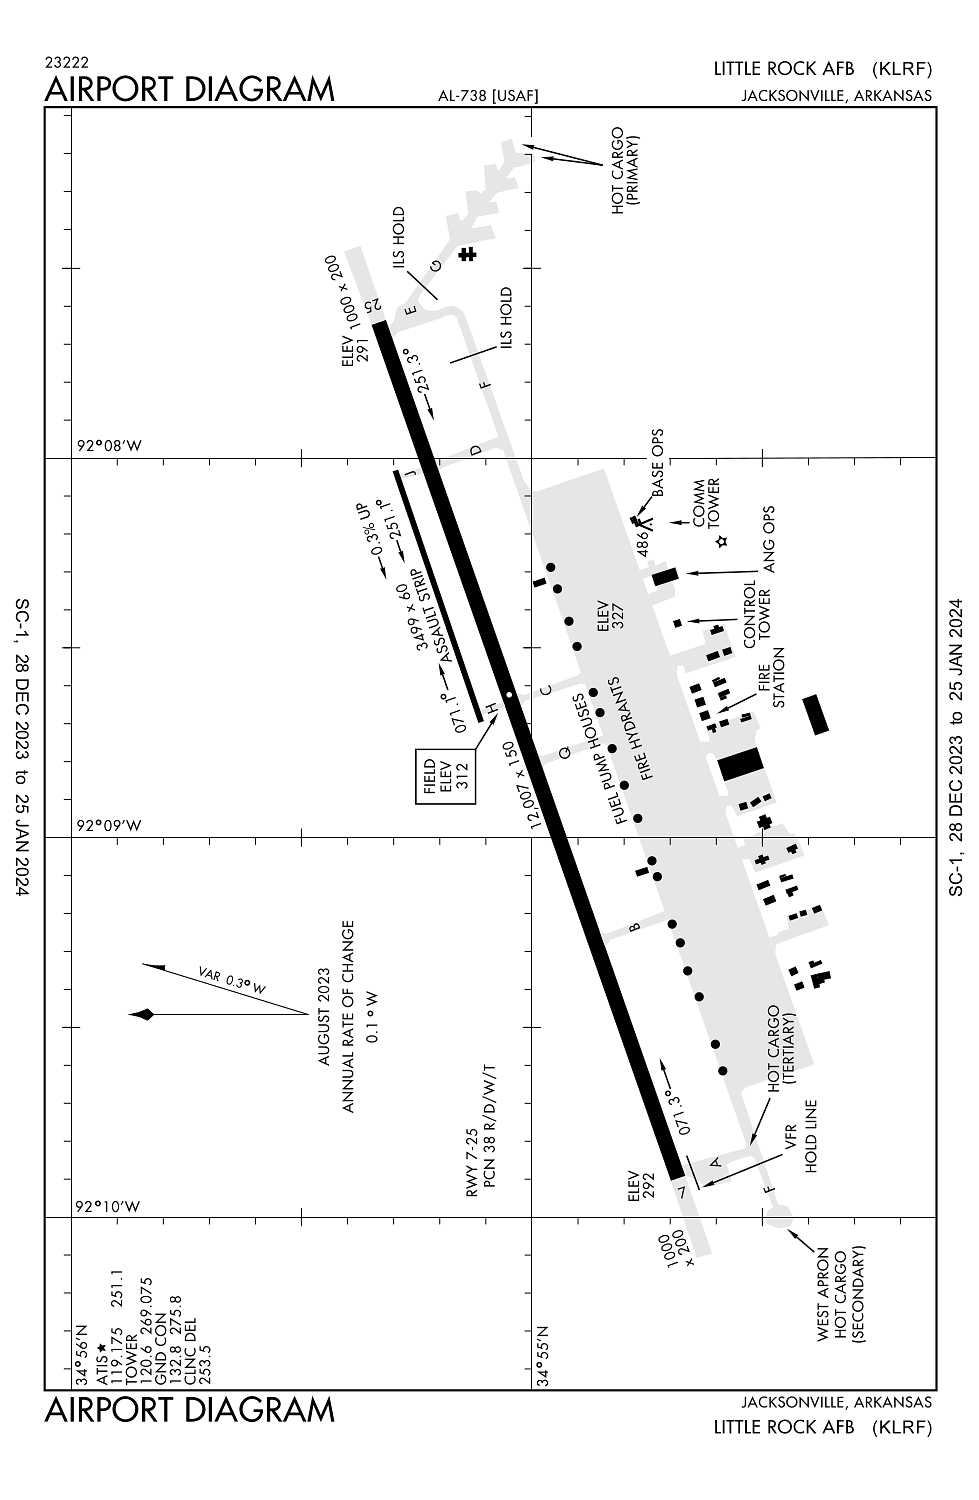 23222
AIRPORT DIAGRAM
AL-738 [USAF]
LITTLE ROCK AFB (KLRF)
JACKSONVILLE, ARKANSAS
HOT CARGO
(PRIMARY)
ILS HOLD
G
1000 x 200
25
E
ELEV
291
ILS HOLD
251.3°
F
92°08'W
D
J
BASE OPS
0.3% UP
251.1°
COMM
TOWER
486
ANG OPS
3499 x 60
ASSAULT STRIP
ELEV
327
CONTROL
TOWER
FIRE
STATION
071.1°
H
C
FUEL PUMP HOUSES
FIRE HYDRANTS
FIELD
ELEV
312
Q
12,007 x 150
92°09'W
SC-1, 28 DEC 2023 to 25 JAN 2024
SC-1, 28 DEC 2023 to 25 JAN 2024
B
VAR 0.3° W
AUGUST 2023
ANNUAL RATE OF CHANGE
0.1° W
HOT CARGO
(TERTIARY)
RWY 7-25
PCN 38 R/D/W/T
071.3°
VFR
HOLD LINE
A
ELEV
292
7
F
92°10'W
1000
x 200
WEST APRON
HOT CARGO
(SECONDARY)
34°56'N
ATIS★
119.175 251.1
TOWER
120.6 269.075
GND CON
132.8 275.8
CLNC DEL
253.5
34°55'N
AIRPORT DIAGRAM
JACKSONVILLE, ARKANSAS
LITTLE ROCK AFB (KLRF)